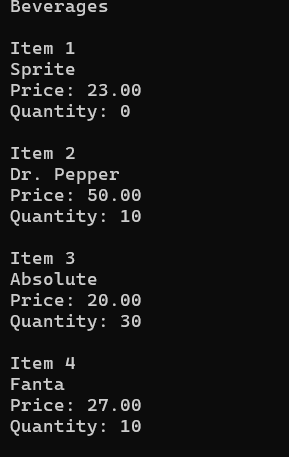 Beverages
Item 1
Sprite
Price: 23.00
Quantity: 0
Item 2
Dr. Pepper
Price: 50.00
Quantity: 10
Item 3
Absolute
Price: 20.00
Quantity: 30
Item 4
Fanta
Price: 27.00
Quantity: 10